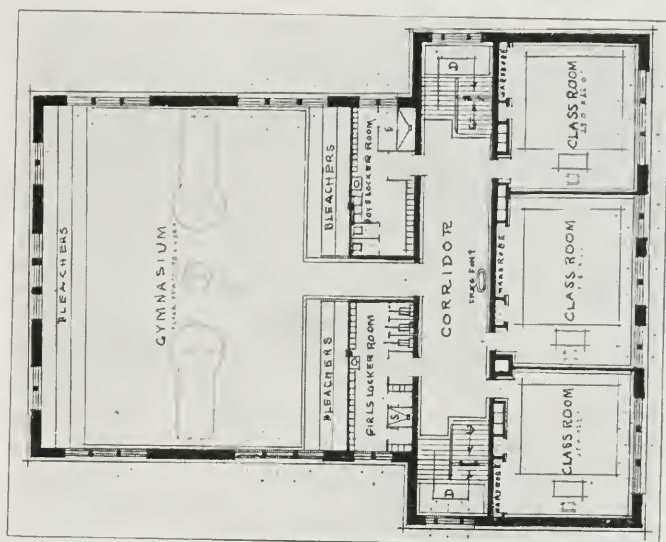 BLEACHERS
GYMNASIUM
BLEACHERS
BLEACHERS
GIRLS LOCKER ROOM
BOYS LOCKER ROOM
S
S
D
D
U
CORRIDOR
WARDROBE
WARDROBE
WARDROBE
CLASS ROOM
CLASS ROOM
CLASS ROOM